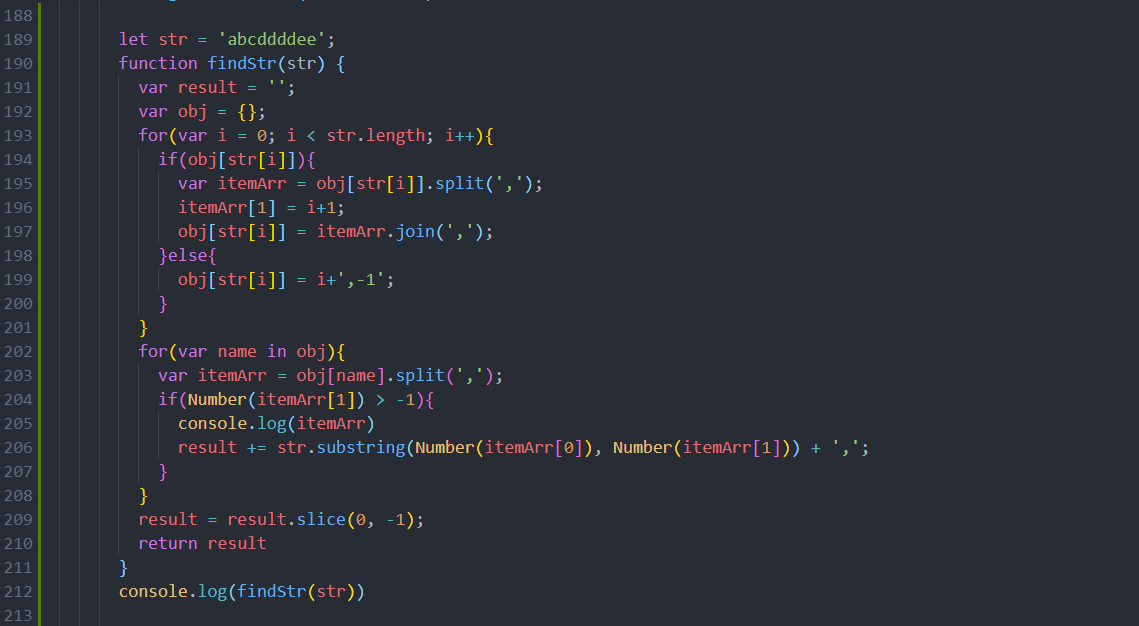 188
189 let str = 'abcddddee';
190 function findStr(str) {
191 var result = '';
192 var obj = {};
193 for(var i = 0; i < str.length; i++){
194 if(obj[str[i]]){
195 var itemArr = obj[str[i]].split(',');
196 itemArr[1] = i+1;
197 obj[str[i]] = itemArr.join(',');
198 }else{
199 obj[str[i]] = i+',-1';
200 }
201 }
202 for(var name in obj){
203 var itemArr = obj[name].split(',');
204 if(Number(itemArr[1]) > -1){
205 console.log(itemArr)
206 result += str.substring(Number(itemArr[0]), Number(itemArr[1])) + ',';
207 }
208 }
209 result = result.slice(0, -1);
210 return result
211 }
212 console.log(findStr(str))
213